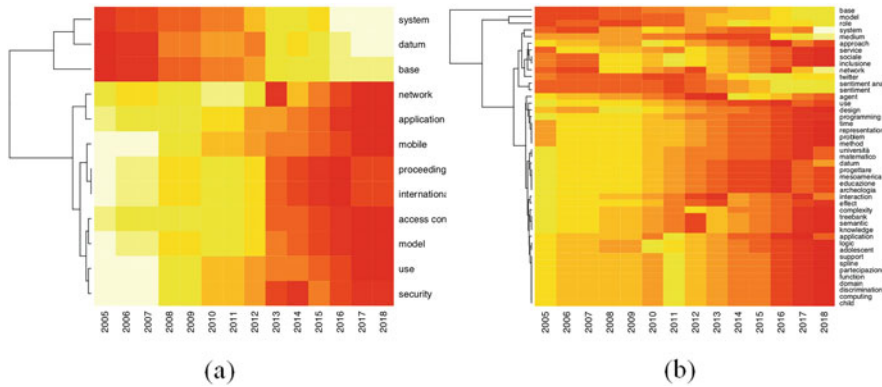 system
datum
base
network
application
mobile
proceeding
internationa
access con
model
use
security
2005
2006
2007
2008
2009
2010
2011
2012
2013
2014
2015
2016
2017
2018
(a)
base
model
role
system
medium
approach
service
sociale
inclusione
network
twitter
sentiment ana
sentiment
agent
use
design
programming
time
representation
problem
method
università
matematico
datum
progettare
mesoamerica
educazione
archeologia
interaction
effect
complexity
treebank
semantic
knowledge
application
logic
adolescent
support
spline
partecipazion
function
domain
discrimination
computing
child
2005
2006
2007
2008
2009
2010
2011
2012
2013
2014
2015
2016
2017
2018
(b)